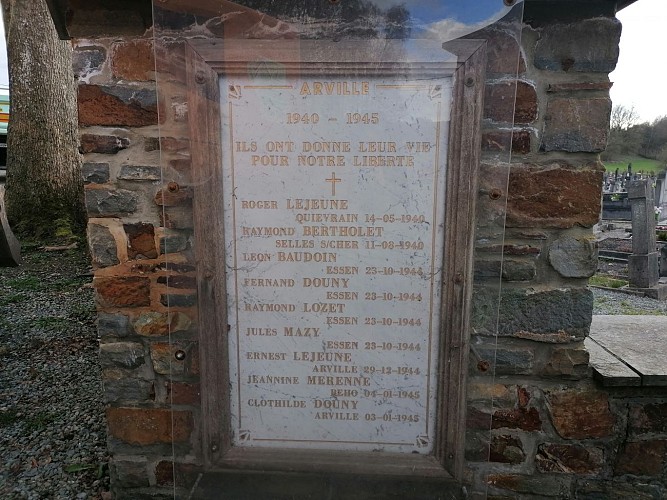 ARVILLE
1940 - 1945
ILS ONT DONNE LEUR VIE
POUR NOTRE LIBERTE
ROGER LEJEUNE
QUIEVRAIN 14-05-1940
RAYMOND BERTHOLET
SELLES S/CHER 11-08-1940
LEON BAUDOIN
ESSEN 23-10-1944
FERNAND DOUNY
ESSEN 23-10-1944
RAYMOND LOZET
ESSEN 23-10-1944
JULES MAZY
ESSEN 23-10-1944
ERNEST LEJEUNE
ARVILLE 29-12-1944
JEANNINE MERENNE
DEHO 04-01-1945
CLOTHILDE DOUNY
ARVILLE 03-01-1945